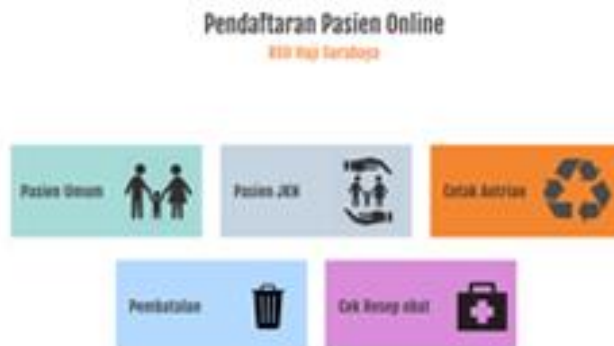 Pendaftaran Pasien Online
RSU Haji Surabaya
Pasien Umum
Pasien JKN
Cetak Antrian
Pembatalan
Cek Resep obat